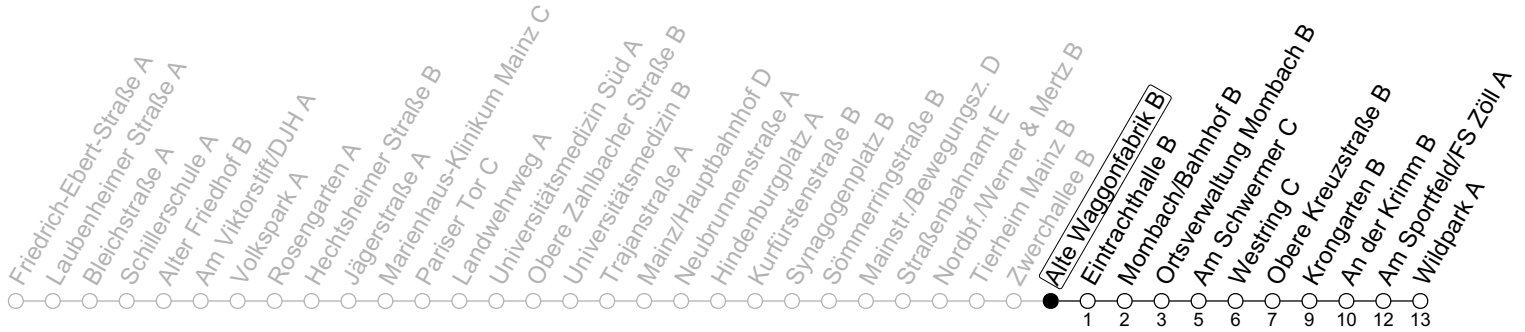 Friedrich-Ebert-Straße A
Laubenheimer Straße A
Bleichstraße A
Schillerschule A
Alter Friedhof B
Am Viktorstift/DJH A
Volkspark A
Rosengarten A
Hechtsheimer Straße B
Jägerstraße A
Marienhaus-Klinikum Mainz C
Pariser Tor C
Landwehrweg A
Universitätsmedizin Süd A
Obere Zahlbacher Straße B
Universitätsmedizin B
Trajanstraße A
Mainz/Hauptbahnhof D
Neubrunnenstraße A
Hindenburgplatz A
Kurfürstenstraße B
Synagogenplatz B
Sömmerringstraße B
Mainstr./Bewegungsz. D
Straßenbahnamt E
Nordbf./Werner & Mertz B
Tierheim Mainz B
Zwerchallee B
Alte Waggonfabrik B
Eintrachthalle B
Mombach/Bahnhof B
Ortsverwaltung Mombach B
Am Schwermer C
Westring C
Obere Kreuzstraße B
Krongarten B
An der Krimm B
Am Sportfeld/FS Zöll A
Wildpark A
1 2 3 5 6 7 9 10 12 13